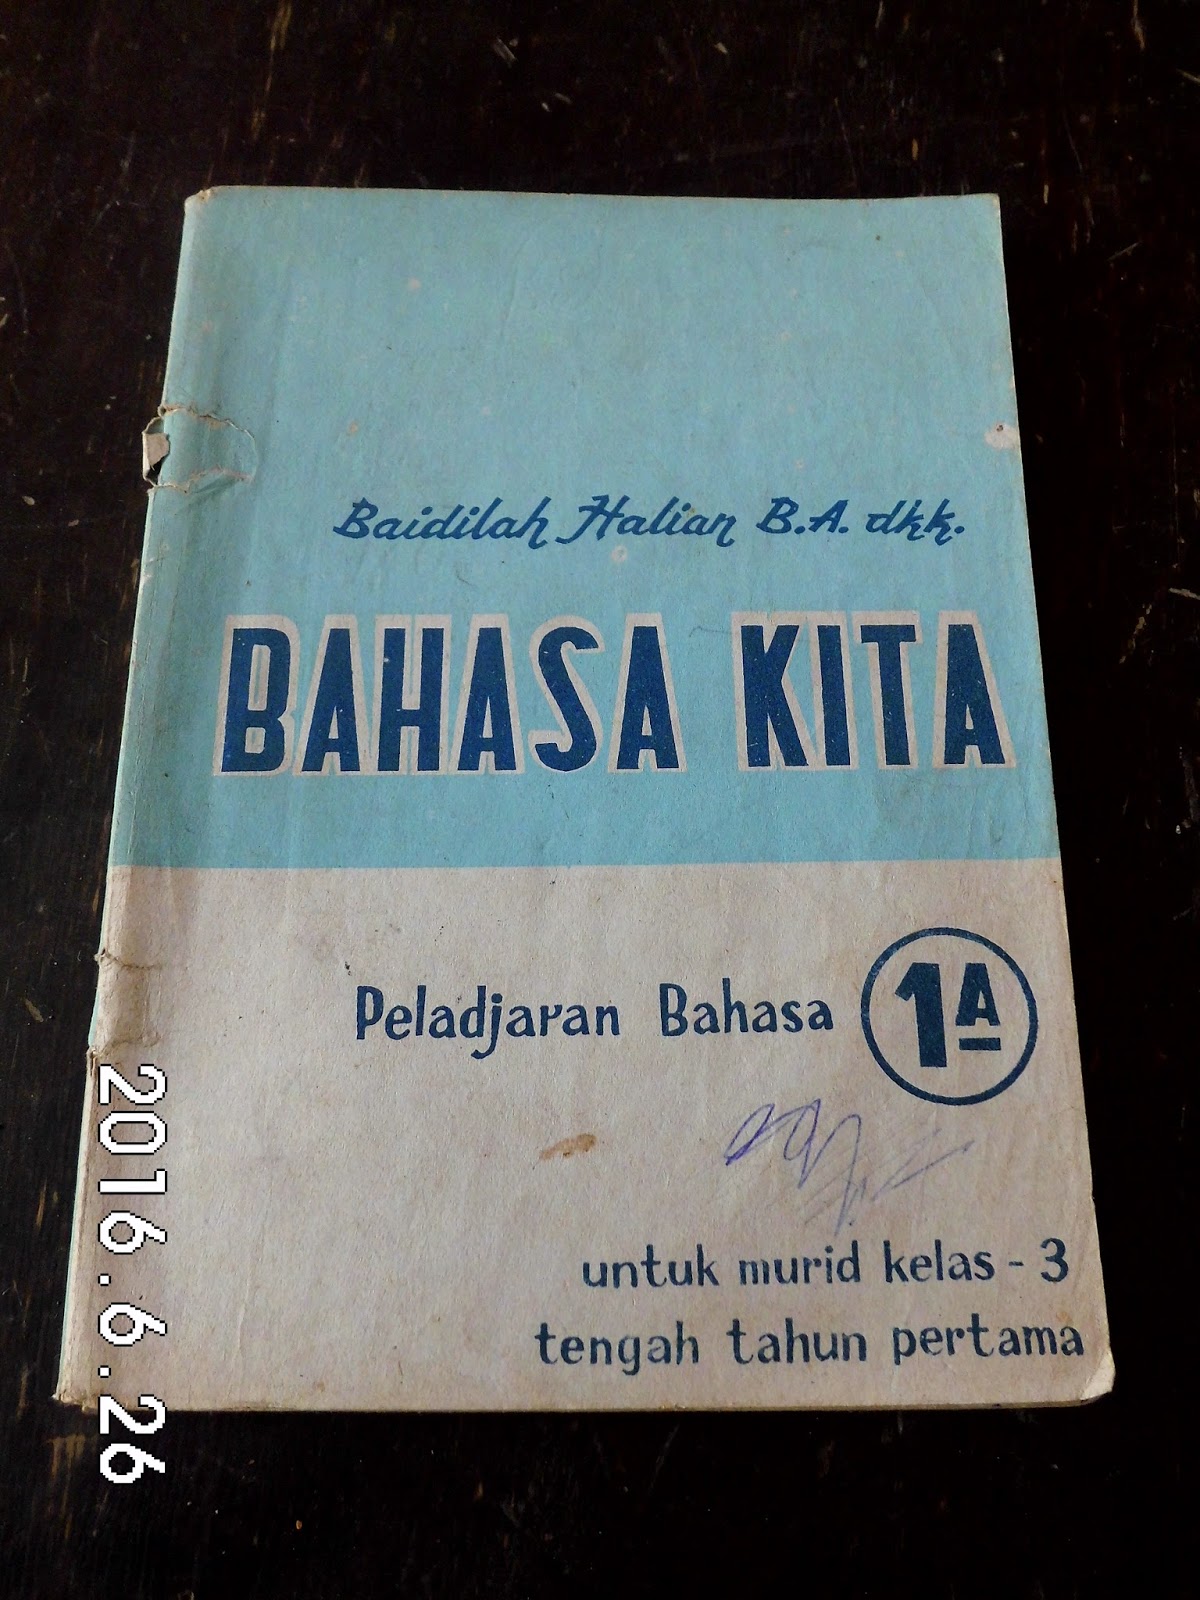 Baidilah Halian B.A. dkk.
BAHASA KITA
Peladjaran Bahasa 1A
untuk murid kelas - 3
tengah tahun pertama
2016.6.26